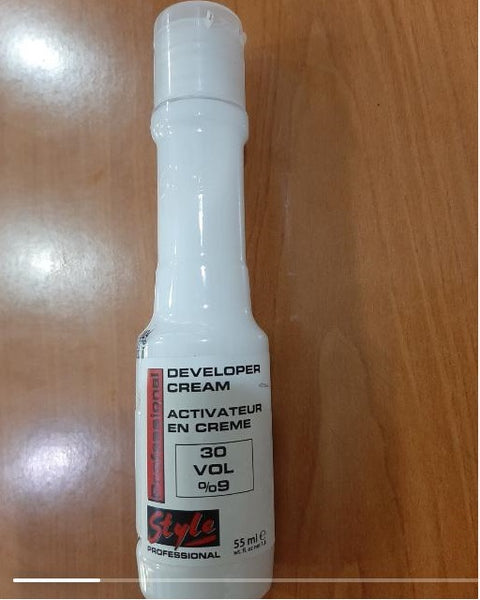 Professional
DEVELOPER
CREAM
ACTIVATEUR
EN CREME
30
VOL
%9
Style
PROFESSIONAL
55 ml ℮